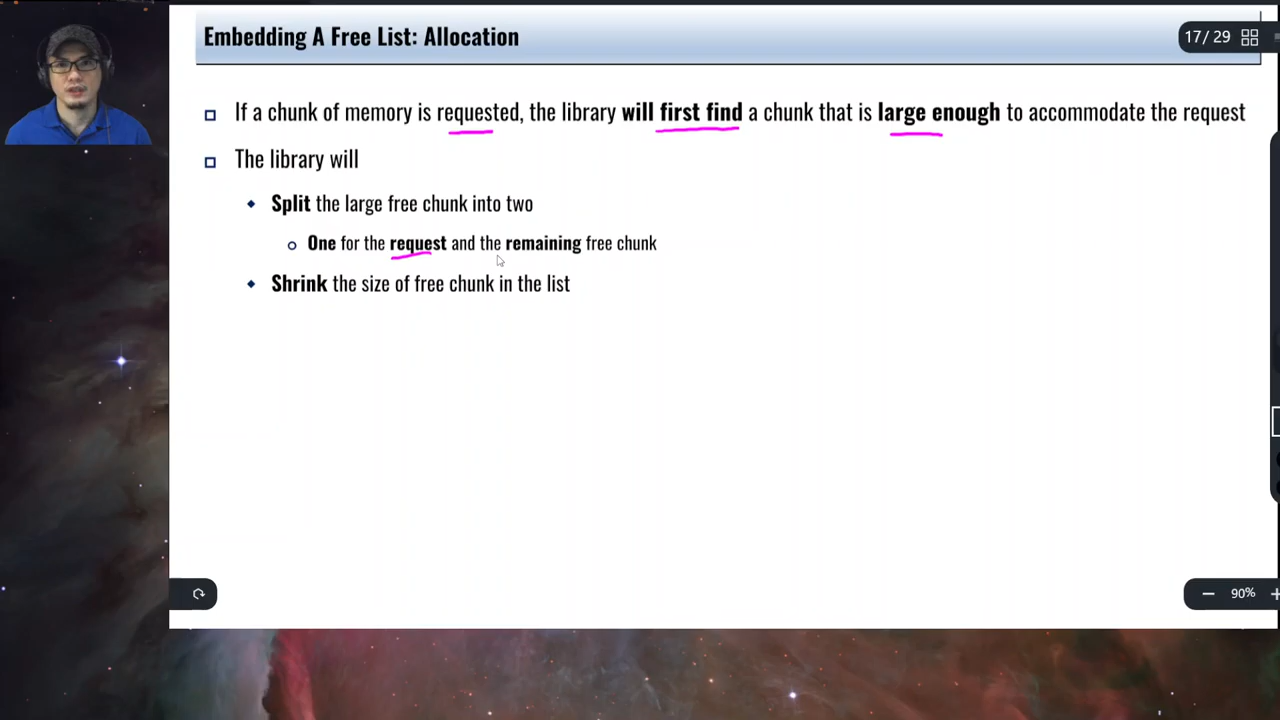 Embedding A Free List: Allocation
17/ 29
If a chunk of memory is requested, the library will first find a chunk that is large enough to accommodate the request
The library will
Split the large free chunk into two
One for the request and the remaining free chunk
Shrink the size of free chunk in the list
90%